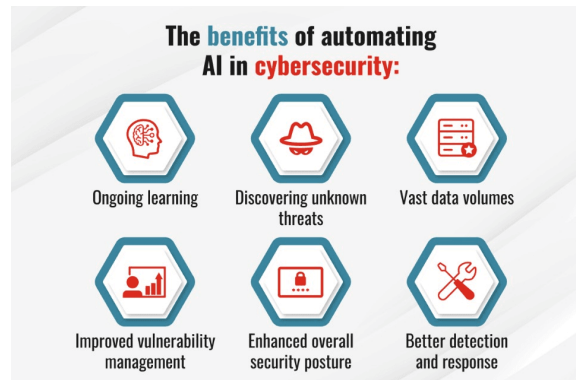 The benefits of automating
AI in cybersecurity:
Ongoing learning
Discovering unknown
threats
Vast data volumes
Improved vulnerability
management
Enhanced overall
security posture
Better detection
and response